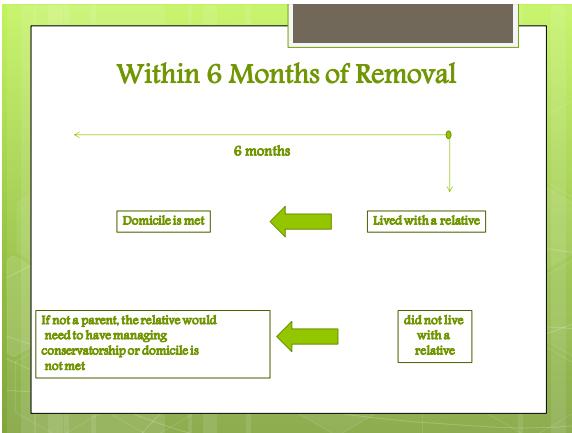 Within 6 Months of Removal
6 months
Domicile is met
Lived with a relative
If not a parent, the relative would
need to have managing
conservatorship or domicile is
not met
did not live
with a
relative